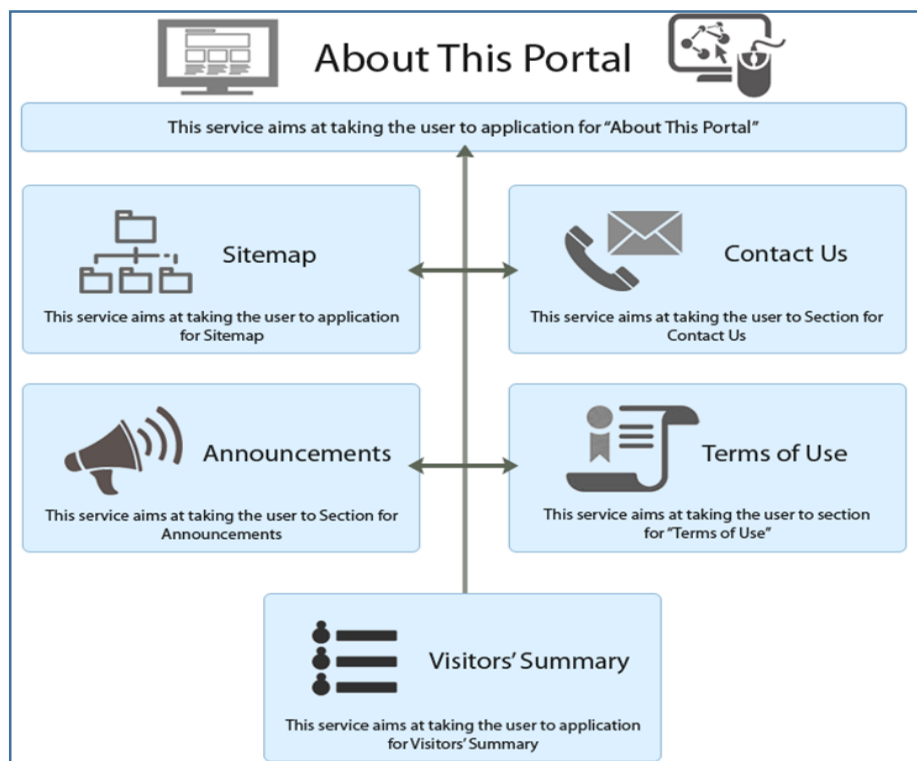 About This Portal
This service aims at taking the user to application for “About This Portal”
Sitemap
This service aims at taking the user to application
for Sitemap
Contact Us
This service aims at taking the user to Section for
Contact Us
Announcements
This service aims at taking the user to Section for
Announcements
Terms of Use
This service aims at taking the user to section
for “Terms of Use”
Visitors’ Summary
This service aims at taking the user to application
for Visitors’ Summary